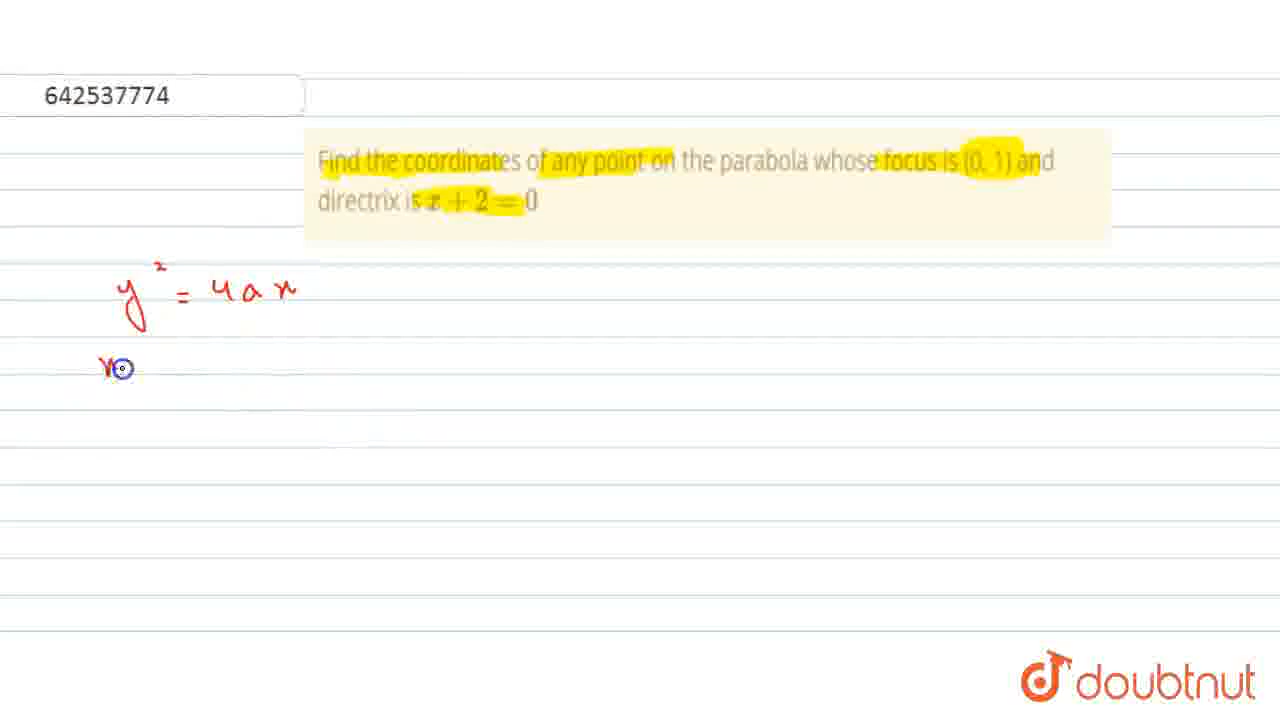 642537774
Find the coordinates of any point on the parabola whose focus is (0, 1) and
directrix is x + 2 = 0
y² = 4ax
doubtnut